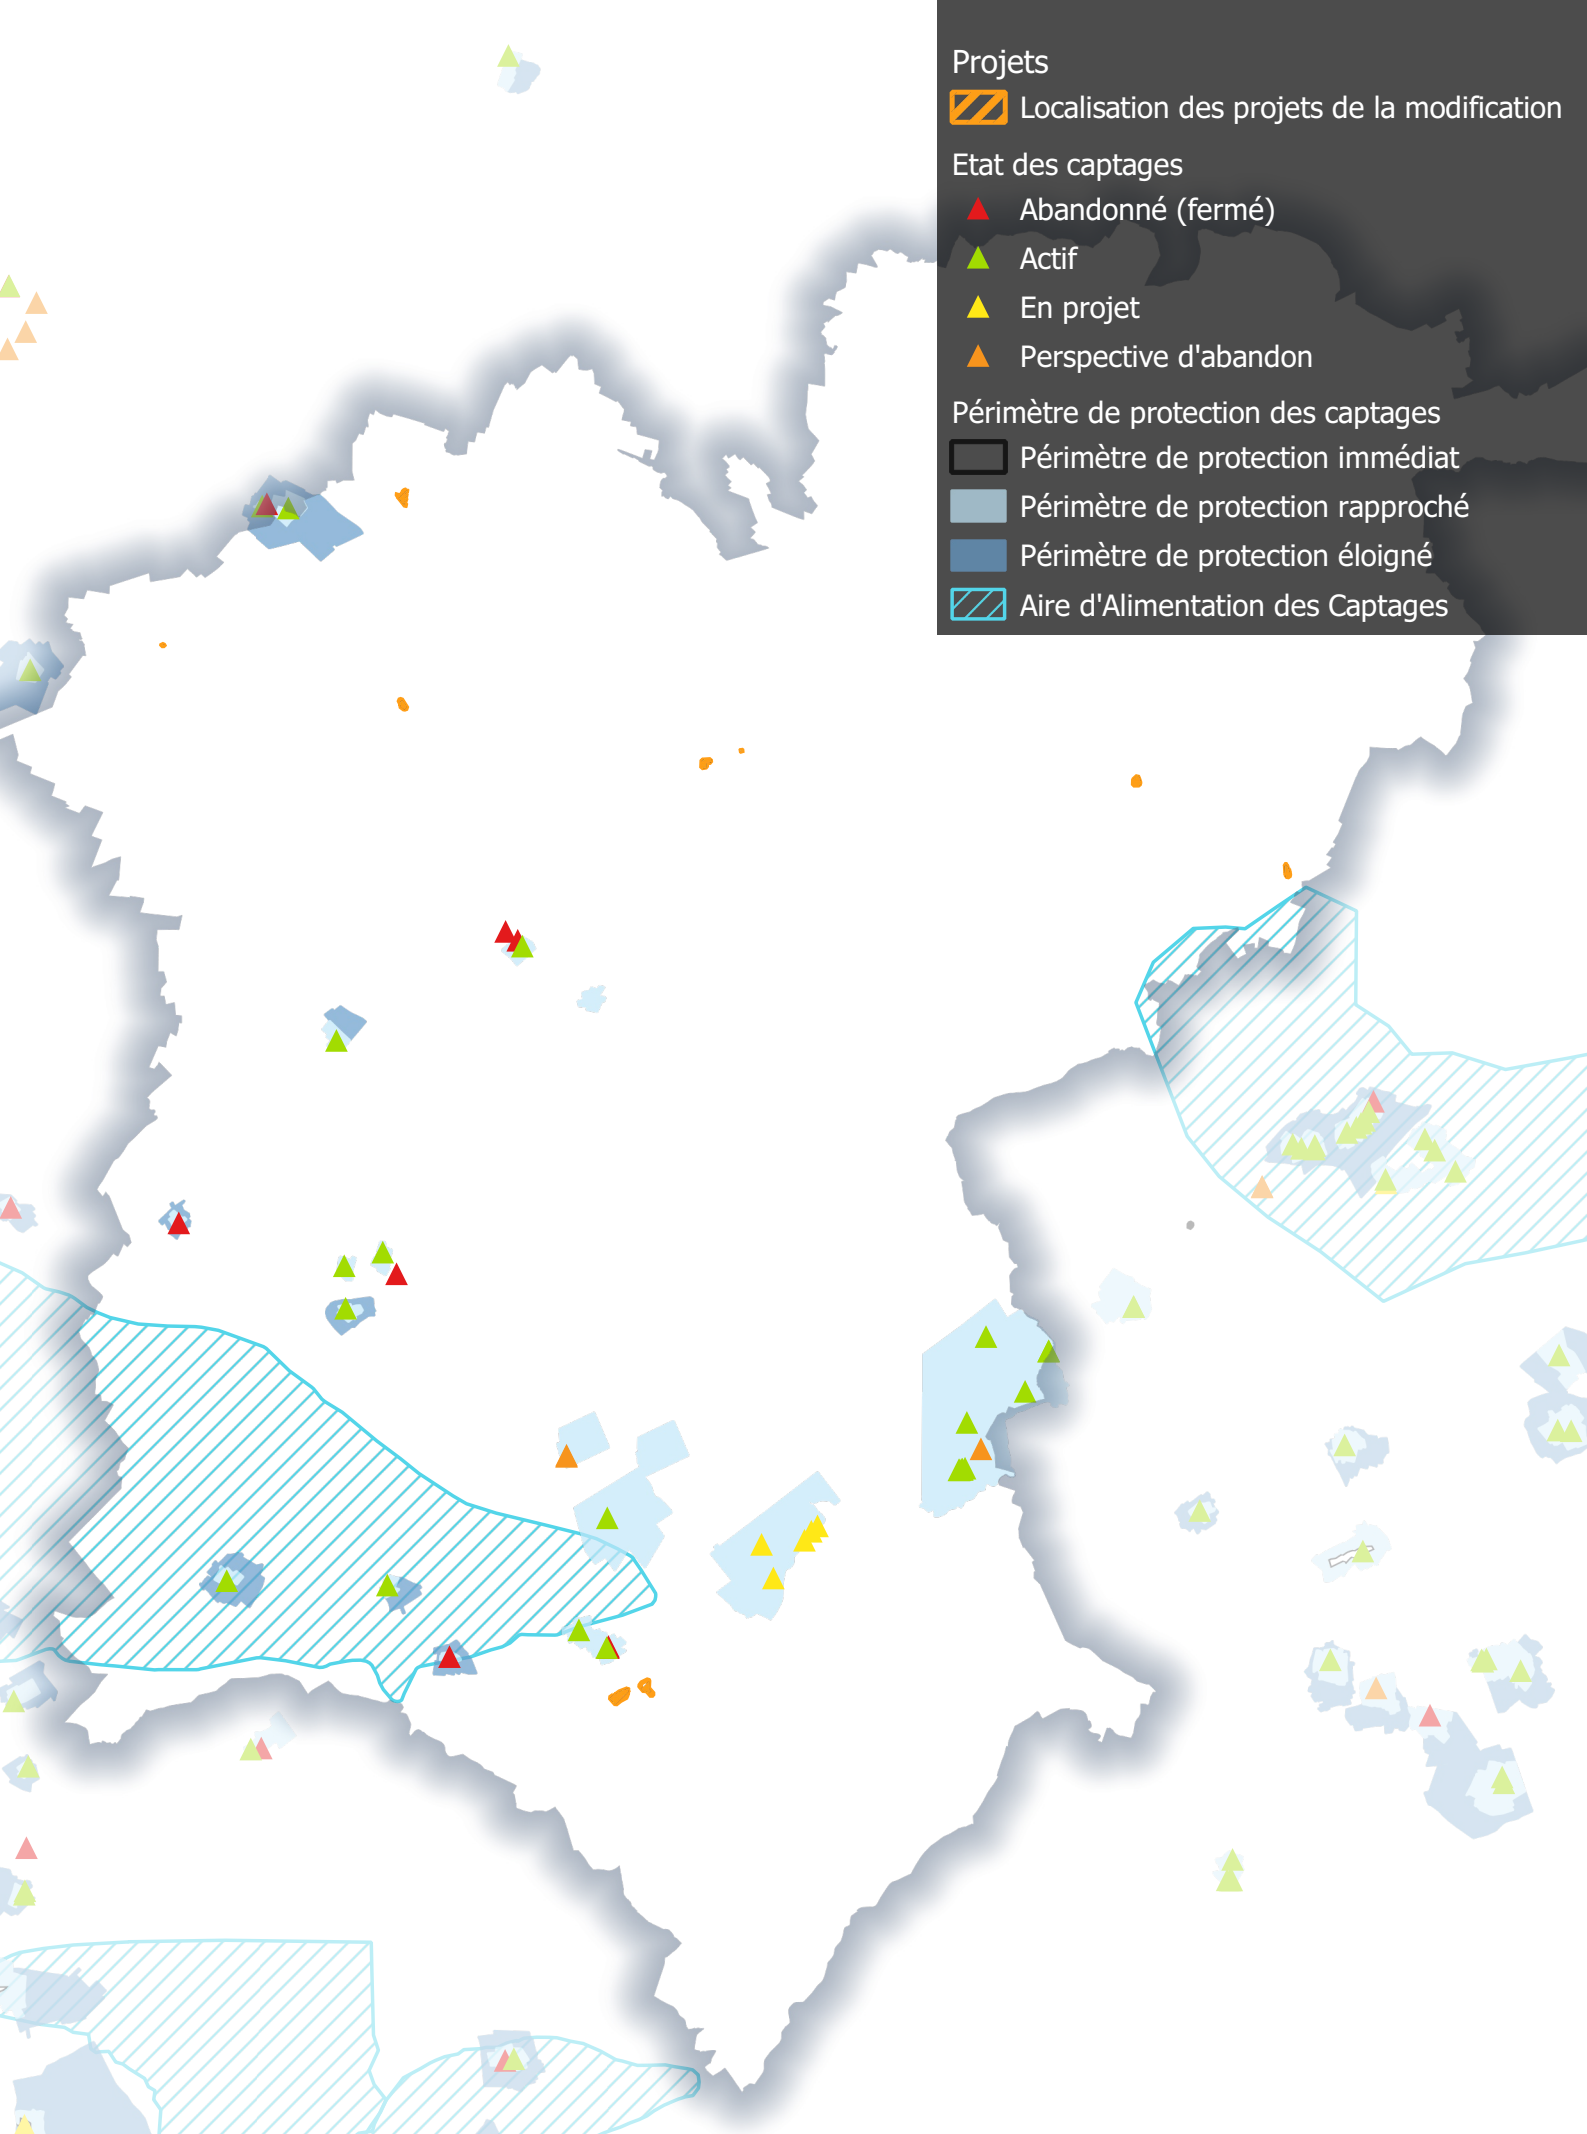 Projets
Localisation des projets de la modification
Etat des captages
Abandonné (fermé)
Actif
En projet
Perspective d'abandon
Périmètre de protection des captages
Périmètre de protection immédiat
Périmètre de protection rapproché
Périmètre de protection éloigné
Aire d'Alimentation des Captages